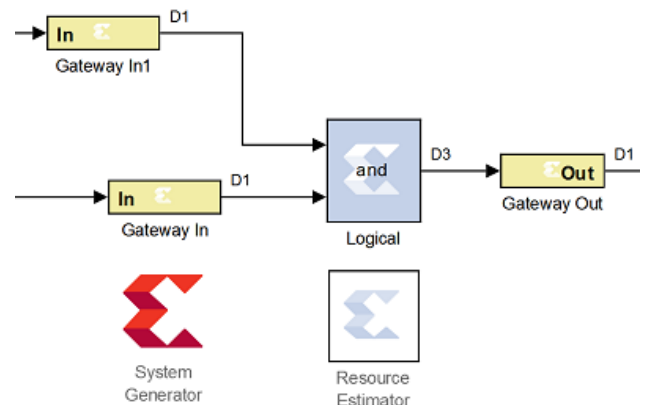 D1
In
Gateway In1
D1
In
Gateway In
and
Logical
D3
Out
D1
Gateway Out
System
Generator
Resource
Estimator